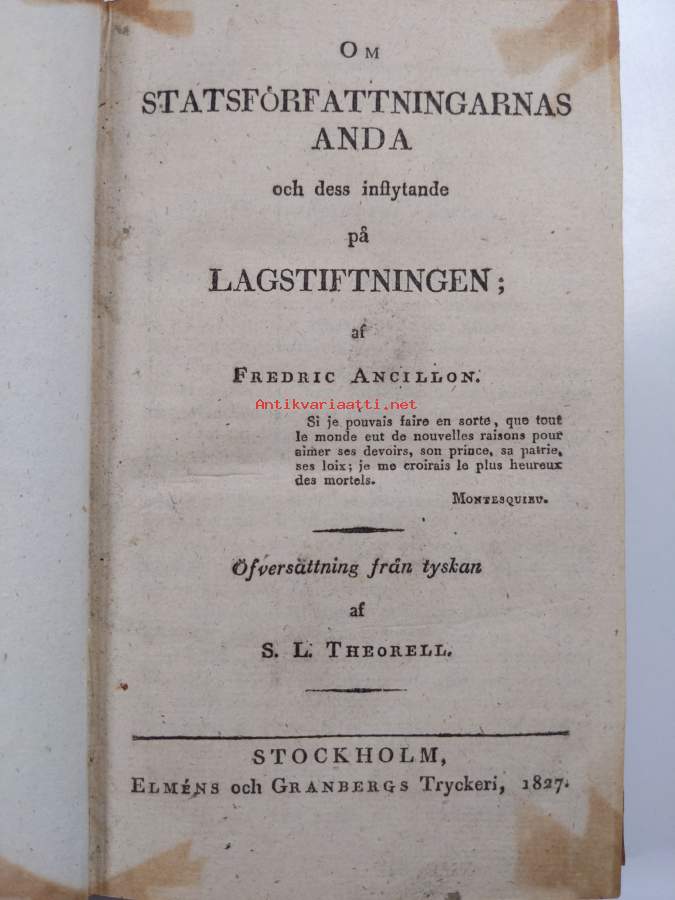 OM
STATSFÖRFATTNINGARNAS
ANDA
och dess inflytande
på
LAGSTIFTNINGEN;
af
FREDRIC ANCILLON.
Antikvariaatti.net
Si je pouvais faire en sorte, que tout
le monde eut de nouvelles raisons pour
aimer ses devoirs, son prince, sa patrie,
ses loix; je me croirais le plus heureux
des mortels.
MONTESQUIEU.
Öfversättning från tyskan
af
S. L. THEORELL.
STOCKHOLM,
ELMÉNS och GRANBERGS Tryckeri, 1827.